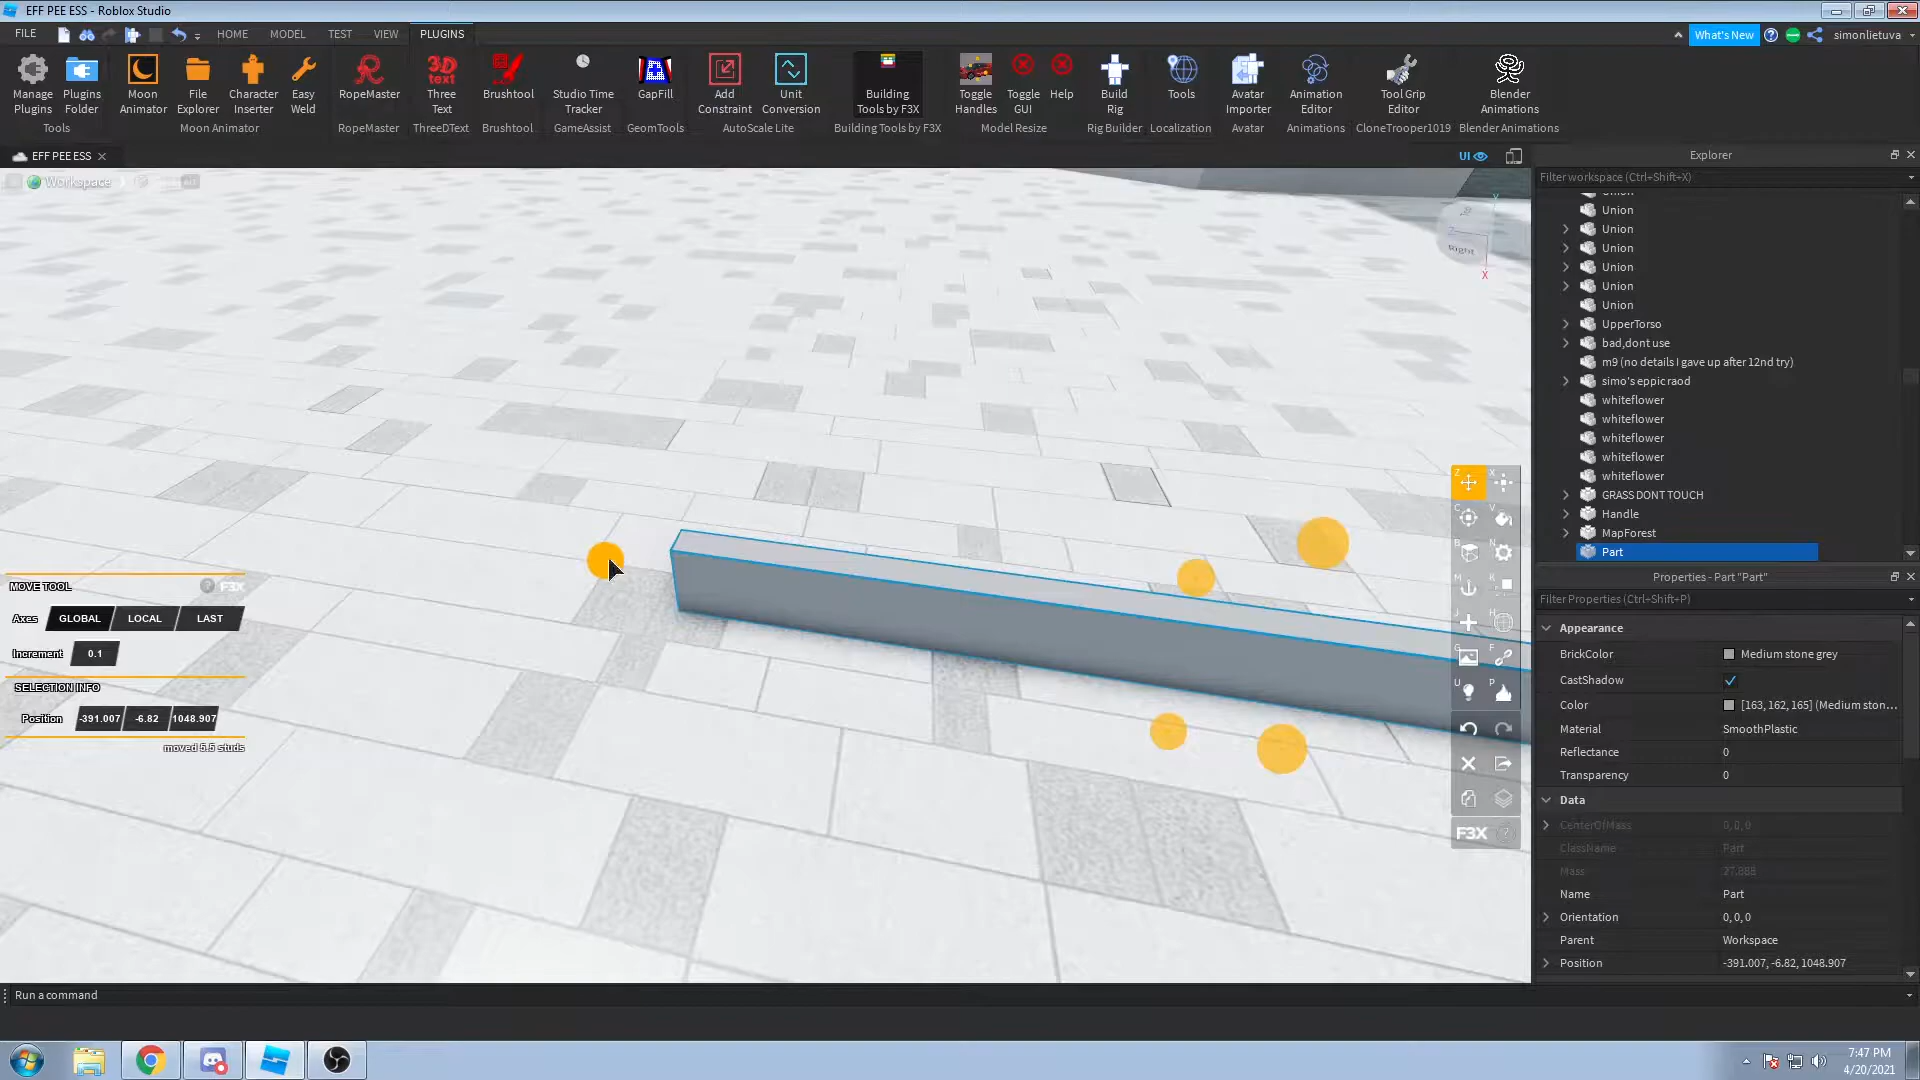 EFF PEE ESS - Roblox Studio
FILE HOME MODEL TEST VIEW PLUGINS What's New simonlietuva
Manage Plugins
Plugins Folder
Moon Animator
File Explorer
Character Inserter
Easy Weld
RopeMaster
3D text
Three Text
Brushtool
Studio Time Tracker
GapFill
Add Constraint
Unit Conversion
Building Tools by F3X
Toggle Handles
Toggle GUI
Help
Build Rig
Tools
Avatar Importer
Animation Editor
Tool Grip Editor
Blender Animations
Tools Moon Animator RopeMaster ThreeDText Brushtool GameAssist GeomTools AutoScale Lite Building Tools by F3X Model Resize Rig Builder Localization Avatar Animations CloneTrooper1019 Blender Animations
EFF PEE ESS
UI
Workspace
Right
Z
X
Y
Explorer
Filter workspace (Ctrl+Shift+X)
Union
Union
Union
Union
Union
Union
Union
UpperTorso
bad,dont use
m9 (no details I gave up after 12nd try)
simo's eppic raod
whiteflower
whiteflower
whiteflower
whiteflower
whiteflower
GRASS DONT TOUCH
Handle
MapForest
Part
MOVE TOOL ? F3X
Axes GLOBAL LOCAL LAST
Increment 0.1
SELECTION INFO
Position -391.007 -6.82 1048.907
moved 5.5 studs
Z X
C V
B N
M R
J H
G F
U P
F3X ?
Properties - Part "Part"
Filter Properties (Ctrl+Shift+P)
Appearance
BrickColor Medium stone grey
CastShadow
Color [163, 162, 165] (Medium ston...
Material SmoothPlastic
Reflectance 0
Transparency 0
Data
CenterOfMass 0, 0, 0
ClassName Part
Mass 27.888
Name Part
Orientation 0, 0, 0
Parent Workspace
Position -391.007, -6.82, 1048.907
Run a command
7:47 PM
4/20/2021